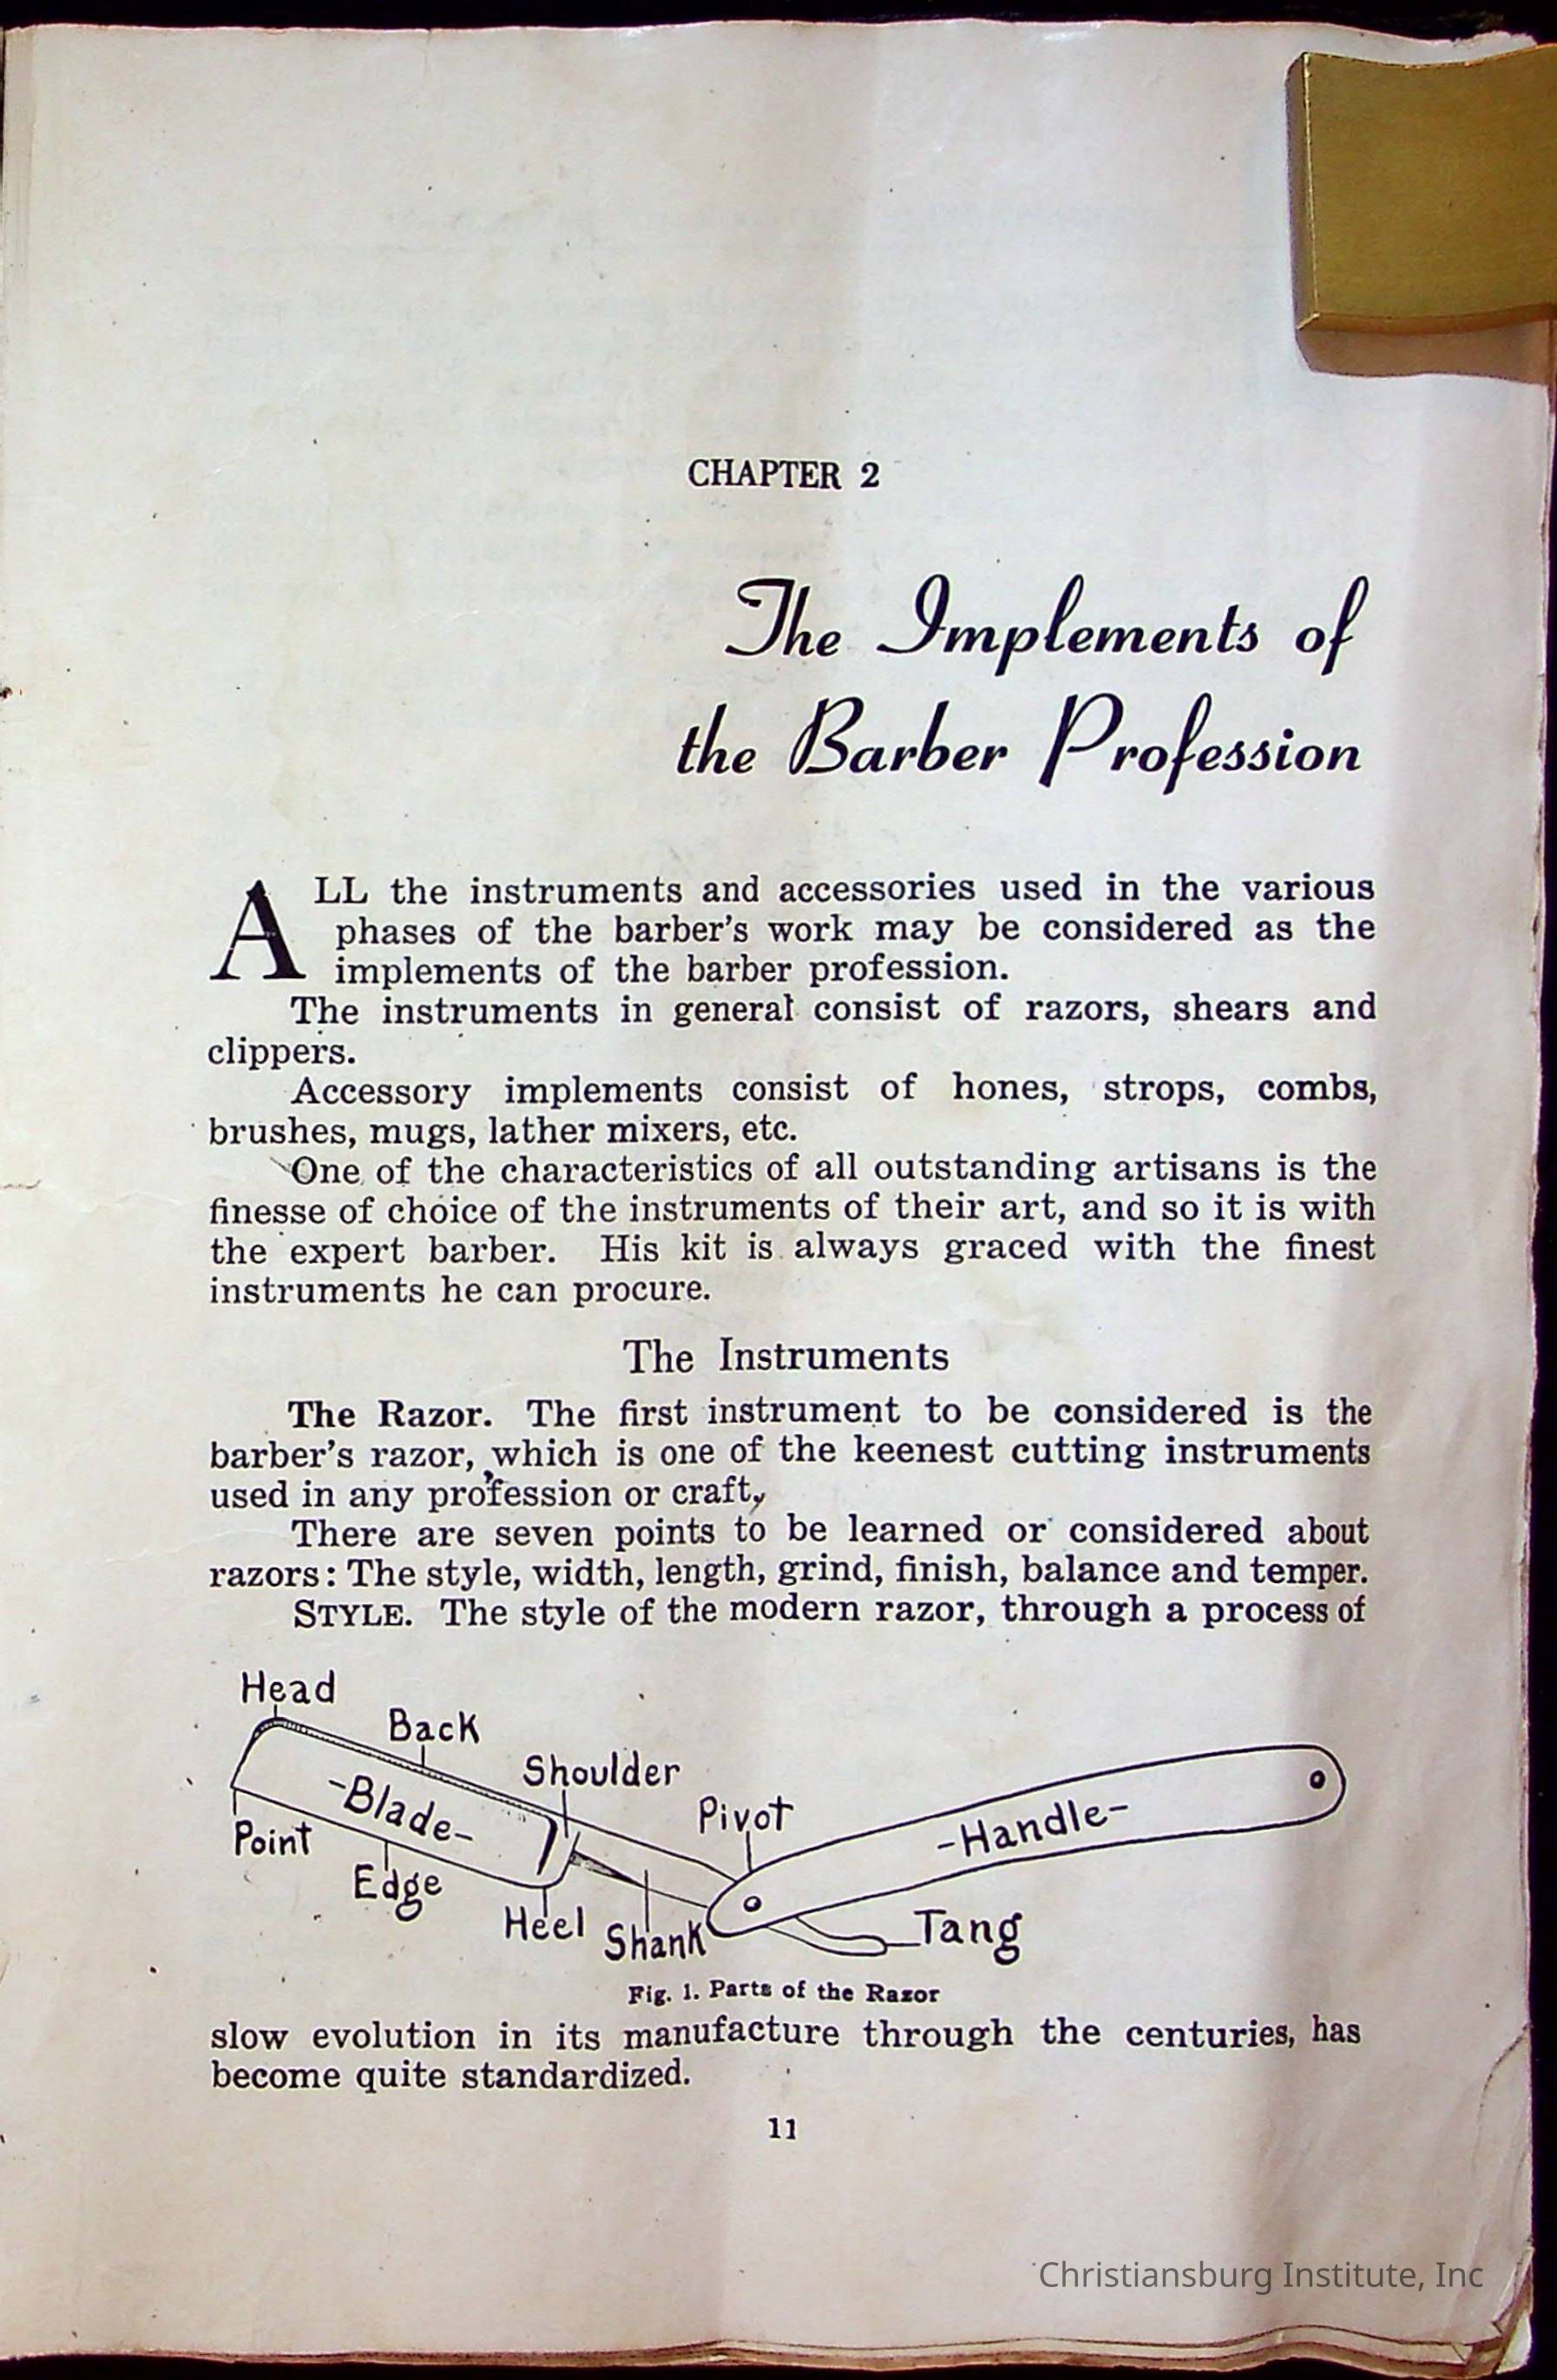 CHAPTER 2
The Implements of
the Barber Profession
ALL the instruments and accessories used in the various
phases of the barber's work may be considered as the
implements of the barber profession.
The instruments in general consist of razors, shears and
clippers.
Accessory implements consist of hones, strops, combs,
brushes, mugs, lather mixers, etc.
One of the characteristics of all outstanding artisans is the
finesse of choice of the instruments of their art, and so it is with
the expert barber. His kit is always graced with the finest
instruments he can procure.
The Instruments
The Razor. The first instrument to be considered is the
barber's razor, which is one of the keenest cutting instruments
used in any profession or craft.
There are seven points to be learned or considered about
razors: The style, width, length, grind, finish, balance and temper.
STYLE. The style of the modern razor, through a process of
Head
Back
Shoulder
Pivot
-Blade-
-Handle-
Point
Edge
Heel
Shank
Tang
Fig. 1. Parts of the Razor
slow evolution in its manufacture through the centuries, has
become quite standardized.
11
Christiansburg Institute, Inc